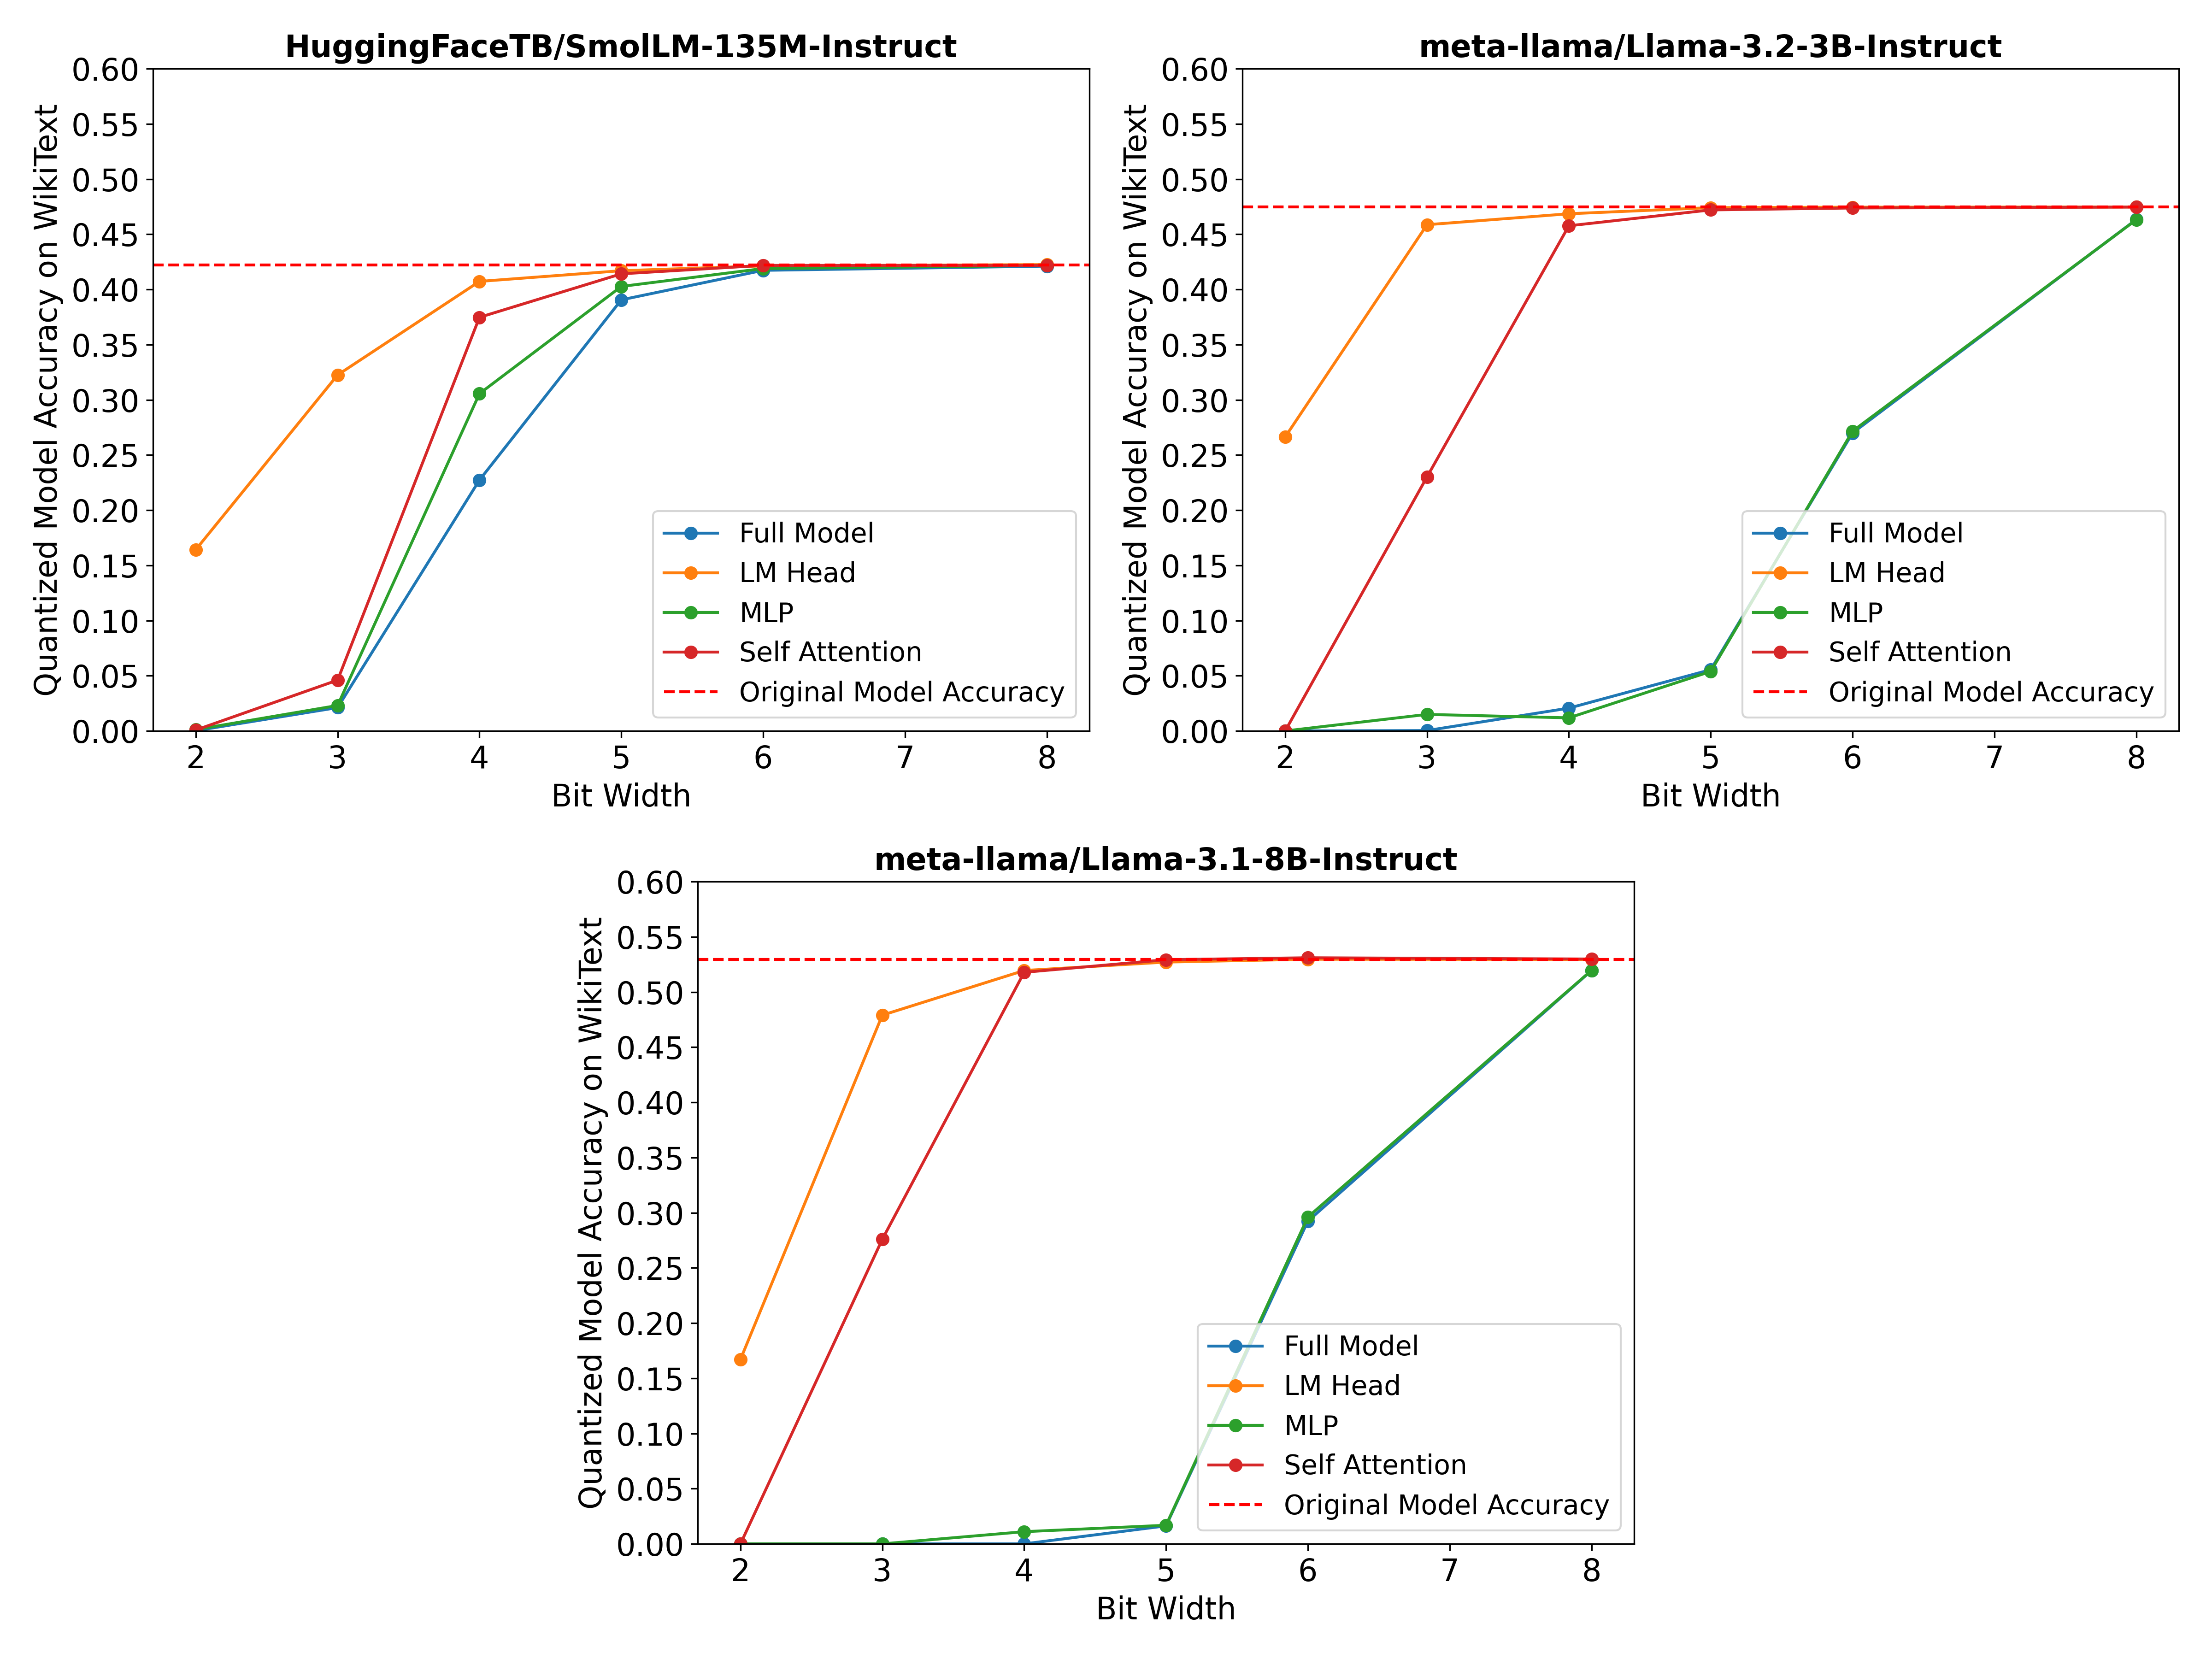 HuggingFaceTB/SmolLM-135M-Instruct
Quantized Model Accuracy on WikiText
0.60
0.55
0.50
0.45
0.40
0.35
0.30
0.25
0.20
0.15
0.10
0.05
0.00
2 3 4 5 6 7 8
Bit Width
Full Model
LM Head
MLP
Self Attention
Original Model Accuracy
meta-llama/Llama-3.2-3B-Instruct
Quantized Model Accuracy on WikiText
0.60
0.55
0.50
0.45
0.40
0.35
0.30
0.25
0.20
0.15
0.10
0.05
0.00
2 3 4 5 6 7 8
Bit Width
Full Model
LM Head
MLP
Self Attention
Original Model Accuracy
meta-llama/Llama-3.1-8B-Instruct
Quantized Model Accuracy on WikiText
0.60
0.55
0.50
0.45
0.40
0.35
0.30
0.25
0.20
0.15
0.10
0.05
0.00
2 3 4 5 6 7 8
Bit Width
Full Model
LM Head
MLP
Self Attention
Original Model Accuracy